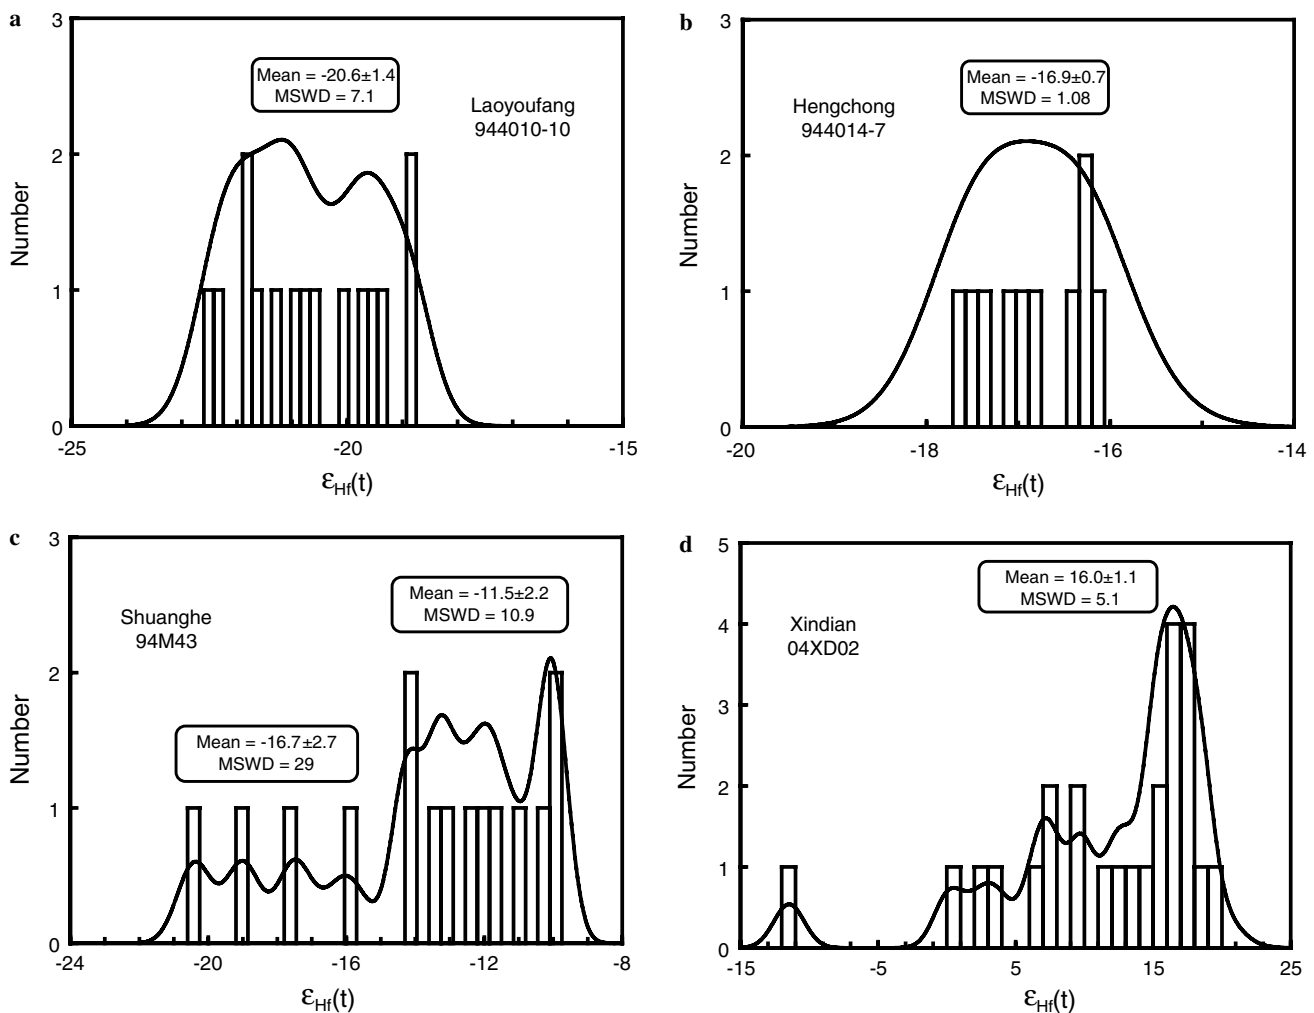 a
3
Mean = -20.6±1.4
MSWD = 7.1
Laoyoufang
944010-10
2
Number
1
0
-25
-20
-15
εHf(t)
b
3
Mean = -16.9±0.7
MSWD = 1.08
Hengchong
944014-7
2
Number
1
0
-20
-18
-16
-14
εHf(t)
c
3
Mean = -11.5±2.2
MSWD = 10.9
Shuanghe
94M43
2
Mean = -16.7±2.7
MSWD = 29
Number
1
0
-24
-20
-16
-12
-8
εHf(t)
d
5
Mean = 16.0±1.1
MSWD = 5.1
Xindian
04XD02
4
3
Number
2
1
0
-15
-5
5
15
25
εHf(t)